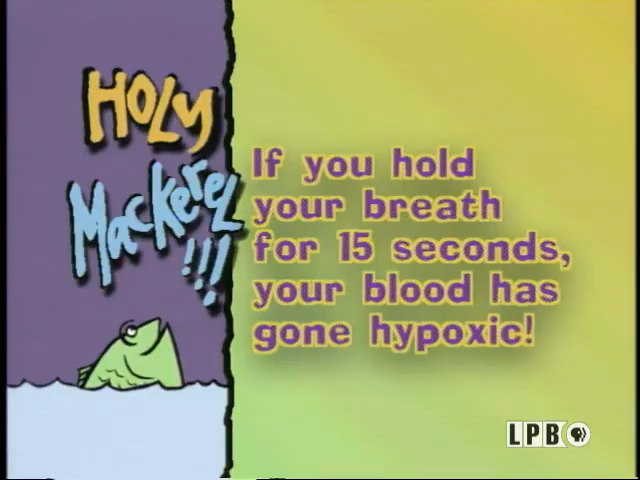 Holy
Mackerel
!!!
If you hold
your breath
for 15 seconds,
your blood has
gone hypoxic!
LPB